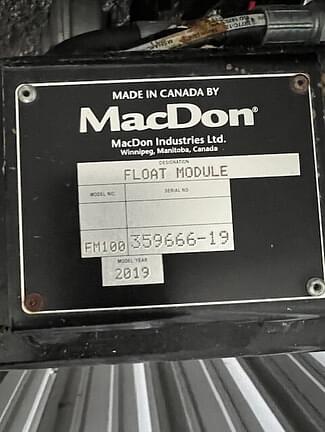 MADE IN CANADA BY
MacDon®
MacDon Industries Ltd.
Winnipeg, Manitoba, Canada
DESIGNATION
FLOAT MODULE
MODEL NO. SERIAL NO.
FM100 359666-19
MODEL YEAR
2019